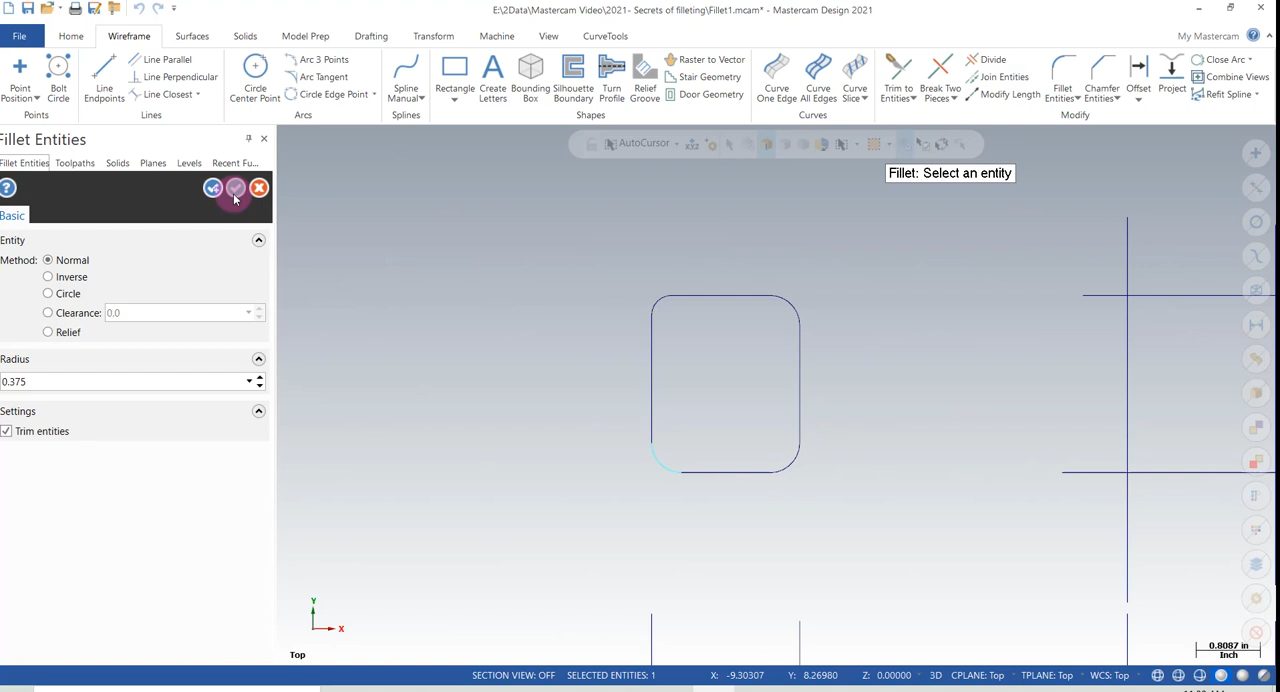 E:\2Data\Mastercam Video\2021- Secrets of filleting\Fillet1.mcam* - Mastercam Design 2021
File Home Wireframe Surfaces Solids Model Prep Drafting Transform Machine View CurveTools My Mastercam
Point Position Bolt Circle Points
Line Endpoints Line Parallel Line Perpendicular Line Closest Lines
Circle Center Point Arc 3 Points Arc Tangent Circle Edge Point Arcs
Spline Manual Splines
Rectangle Create Letters Bounding Box Silhouette Boundary Turn Profile Relief Groove Raster to Vector Stair Geometry Door Geometry Shapes
Curve One Edge Curve All Edges Curve Slice Curves
Trim to Entities Break Two Pieces Divide Join Entities Modify Length Fillet Entities Chamfer Entities Offset Project Close Arc Combine Views Refit Spline Modify
Fillet Entities
Fillet Entities Toolpaths Solids Planes Levels Recent Fu...
AutoCursor
Fillet: Select an entity
Basic
Entity
Method: Normal
Inverse
Circle
Clearance: 0.0
Relief
Radius
0.375
Settings
Trim entities
Y
X
Top
0.8087 in
Inch
SECTION VIEW: OFF SELECTED ENTITIES: 1 X: -9.30307 Y: 8.26980 Z: 0.00000 3D CPLANE: Top TPLANE: Top WCS: Top